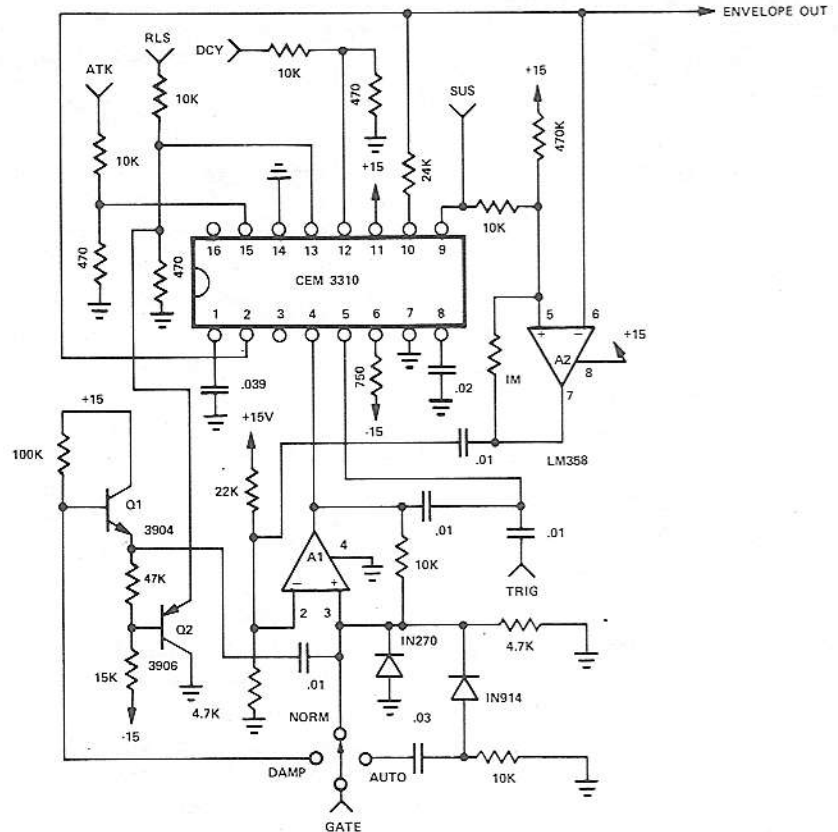 ENVELOPE OUT
RLS
DCY
ATK
10K
+15
SUS
10K
470
470K
10K
+15
24K
10K
16 15 14 13 12 11 10 9
470
470
CEM 3310
1 2 3 4 5 6 7 8
5 6
+ −
+15
A2
8
.039
750
.02
IM
7
+15
+15V
-15
.01
LM358
100K
22K
Q1
.01
.01
3904
A1
4
10K
TRIG
47K
− +
2 3
IN270
4.7K
Q2
3906
.01
IN914
15K
4.7K
NORM
.03
-15
DAMP
AUTO
10K
GATE